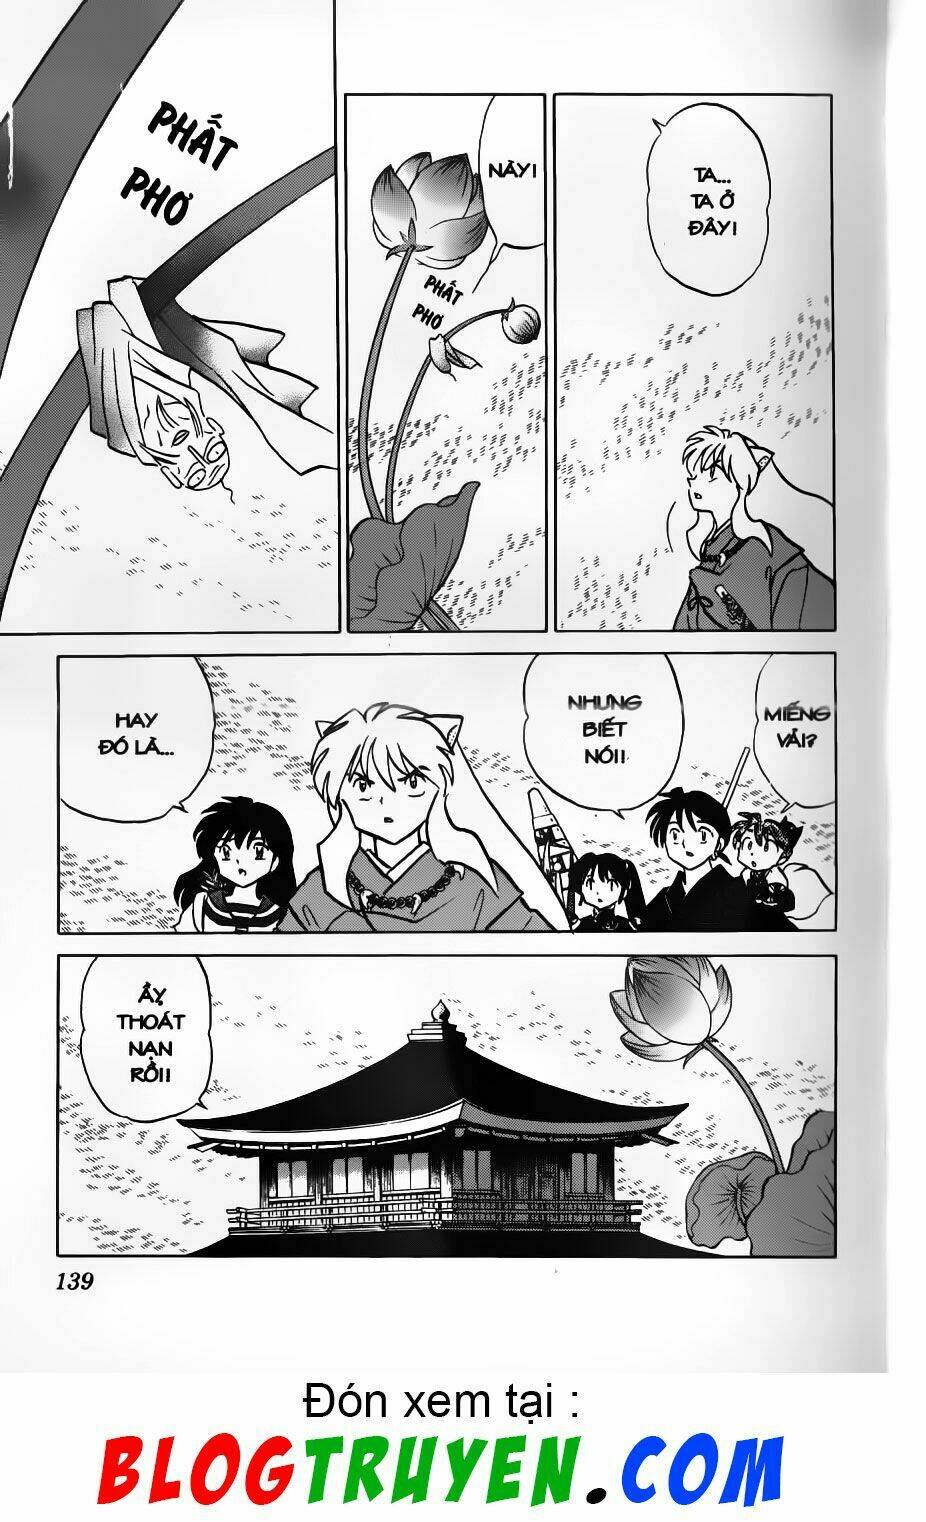 TA...
TA Ở
ĐÂY!
NÀY!
PHẤT
PHƠ
PHẤT
PHƠ
MIẾNG
VẢI?
NHƯNG
BIẾT
NÓI!
HAY
ĐÓ LÀ...
ẦY,
THOÁT
NẠN
RỒI!
139
Đón xem tại :
BLOGTRUYEN.COM